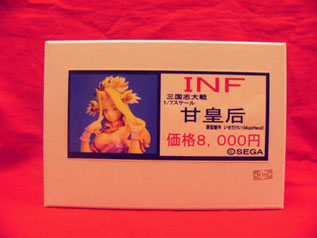 INF
三国志大戦
1/7スケール
甘皇后
価格8,000円
©SEGA